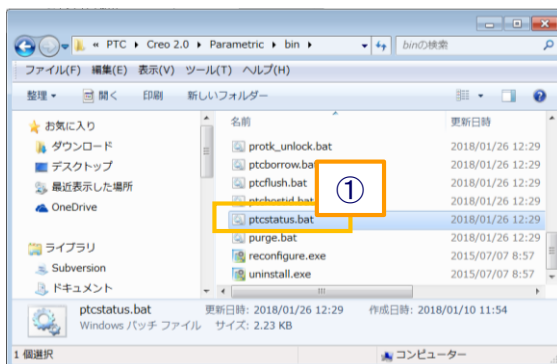 « PTC ▸ Creo 2.0 ▸ Parametric ▸ bin ▸
binの検索
ファイル(F) 編集(E) 表示(V) ツール(T) ヘルプ(H)
整理 開く 印刷 新しいフォルダー
お気に入り
ダウンロード
デスクトップ
最近表示した場所
OneDrive
ライブラリ
Subversion
ドキュメント
名前 更新日時
protk_unlock.bat 2018/01/26 12:29
ptcborrow.bat 2018/01/26 12:29
ptcflush.bat 2018/01/26 12:29
ptchostid.bat 2018/01/26 12:29
①
ptcstatus.bat 2018/01/26 12:29
purge.bat 2018/01/26 12:29
reconfigure.exe 2015/07/07 8:57
uninstall.exe 2015/07/07 8:57
ptcstatus.bat 更新日時: 2018/01/26 12:29 作成日時: 2018/01/10 11:54
Windows バッチ ファイル サイズ: 2.23 KB
1 個選択 コンピューター